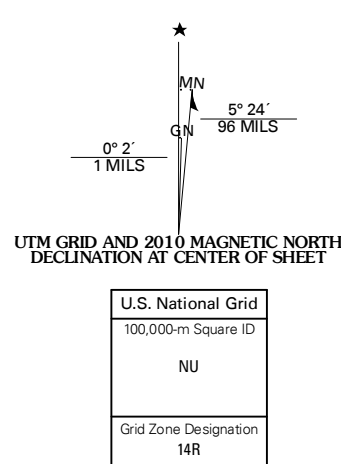 MN
GN
5° 24´
96 MILS
0° 2´
1 MILS
UTM GRID AND 2010 MAGNETIC NORTH
DECLINATION AT CENTER OF SHEET
U.S. National Grid
100,000-m Square ID
NU
Grid Zone Designation
14R